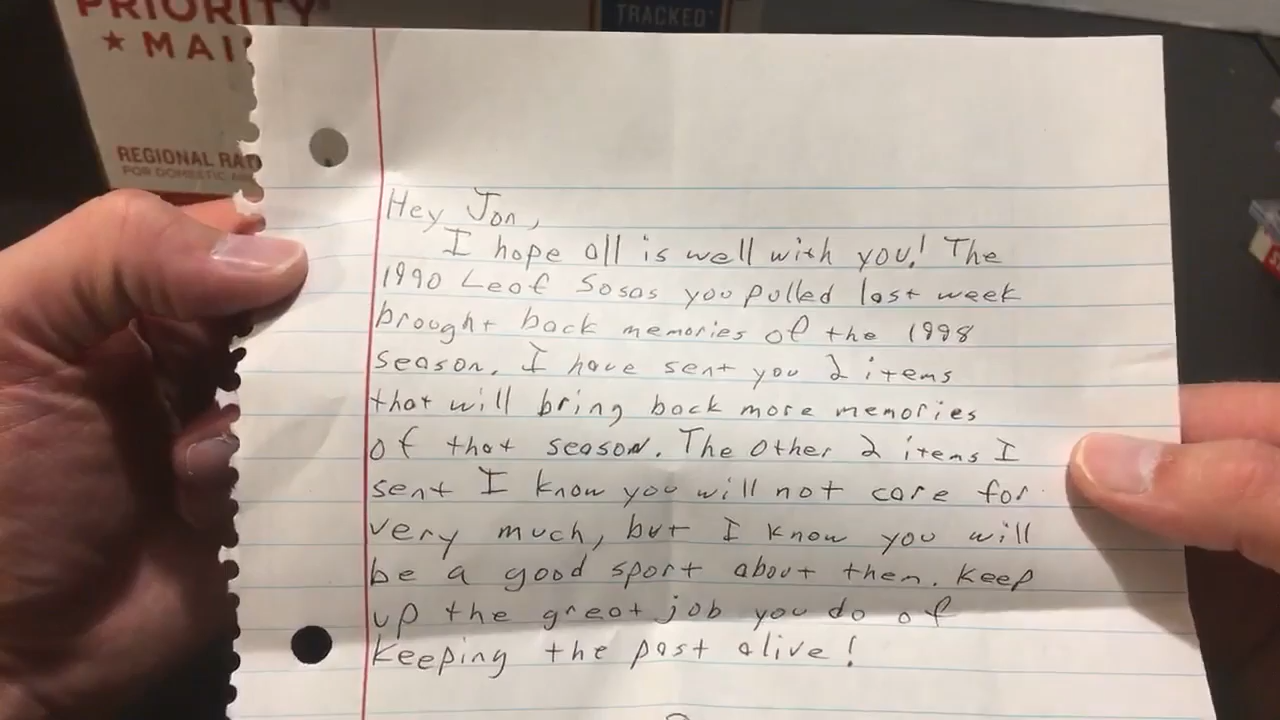 PRIORITY
★ MAI
TRACKED
REGIONAL RAT
FOR DOMESTIC
Hey Jon,
I hope all is well with you! The
1990 Leaf Sosas you pulled last week
brought back memories of the 1998
season. I have sent you 2 items
that will bring back more memories
of that season. The other 2 items I
sent I know you will not care for
very much, but I know you will
be a good sport about them. Keep
up the great job you do of
Keeping the past alive!